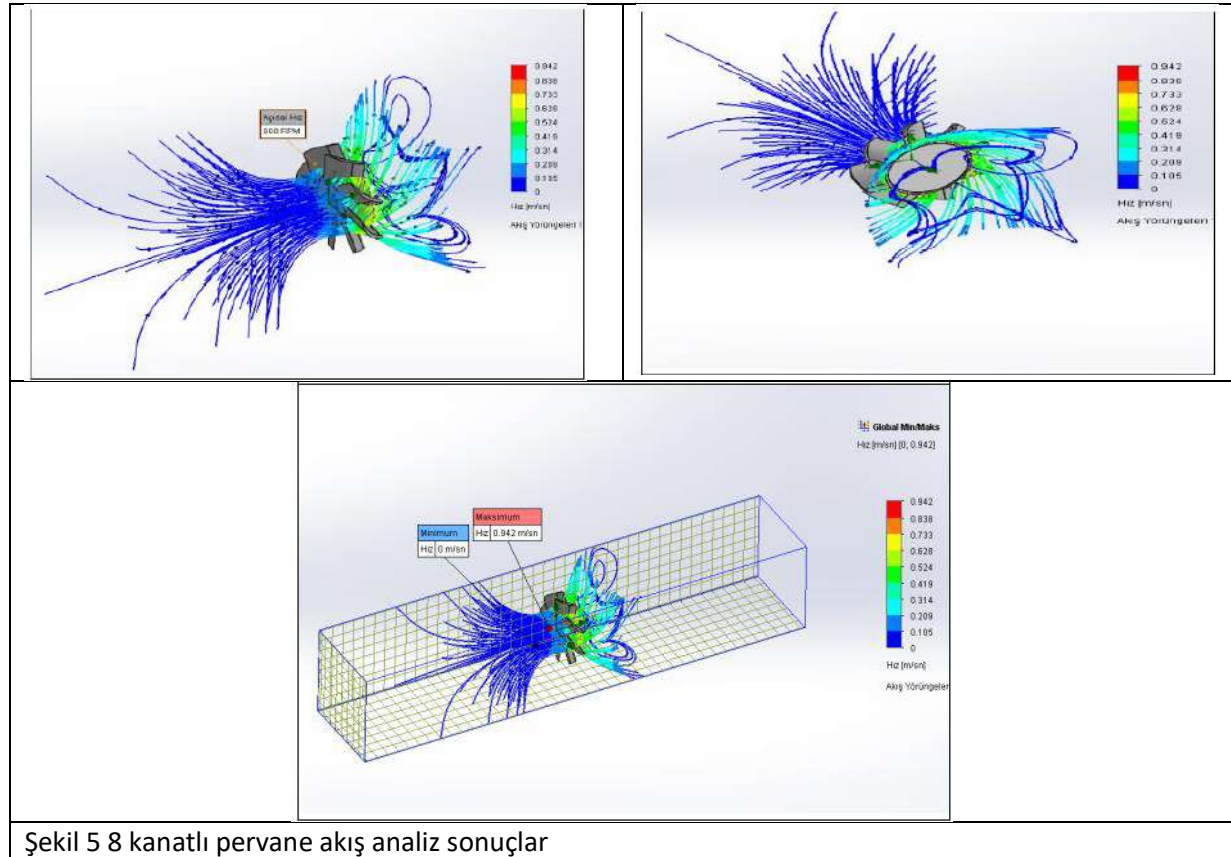 Açısal Hız
600 RPM
0.942
0.838
0.733
0.628
0.524
0.419
0.314
0.209
0.105
0
Hız [m/sn]
Akış Yörüngeleri
0.942
0.838
0.733
0.628
0.524
0.419
0.314
0.209
0.105
0
Hız [m/sn]
Akış Yörüngeleri
Global Min/Maks
Hız [m/sn] [0; 0.942]
Maksimum
Hız 0.942 m/sn
Minimum
Hız 0 m/sn
0.942
0.838
0.733
0.628
0.524
0.419
0.314
0.209
0.105
0
Hız [m/sn]
Akış Yörüngeler
Şekil 5 8 kanatlı pervane akış analiz sonuçlar